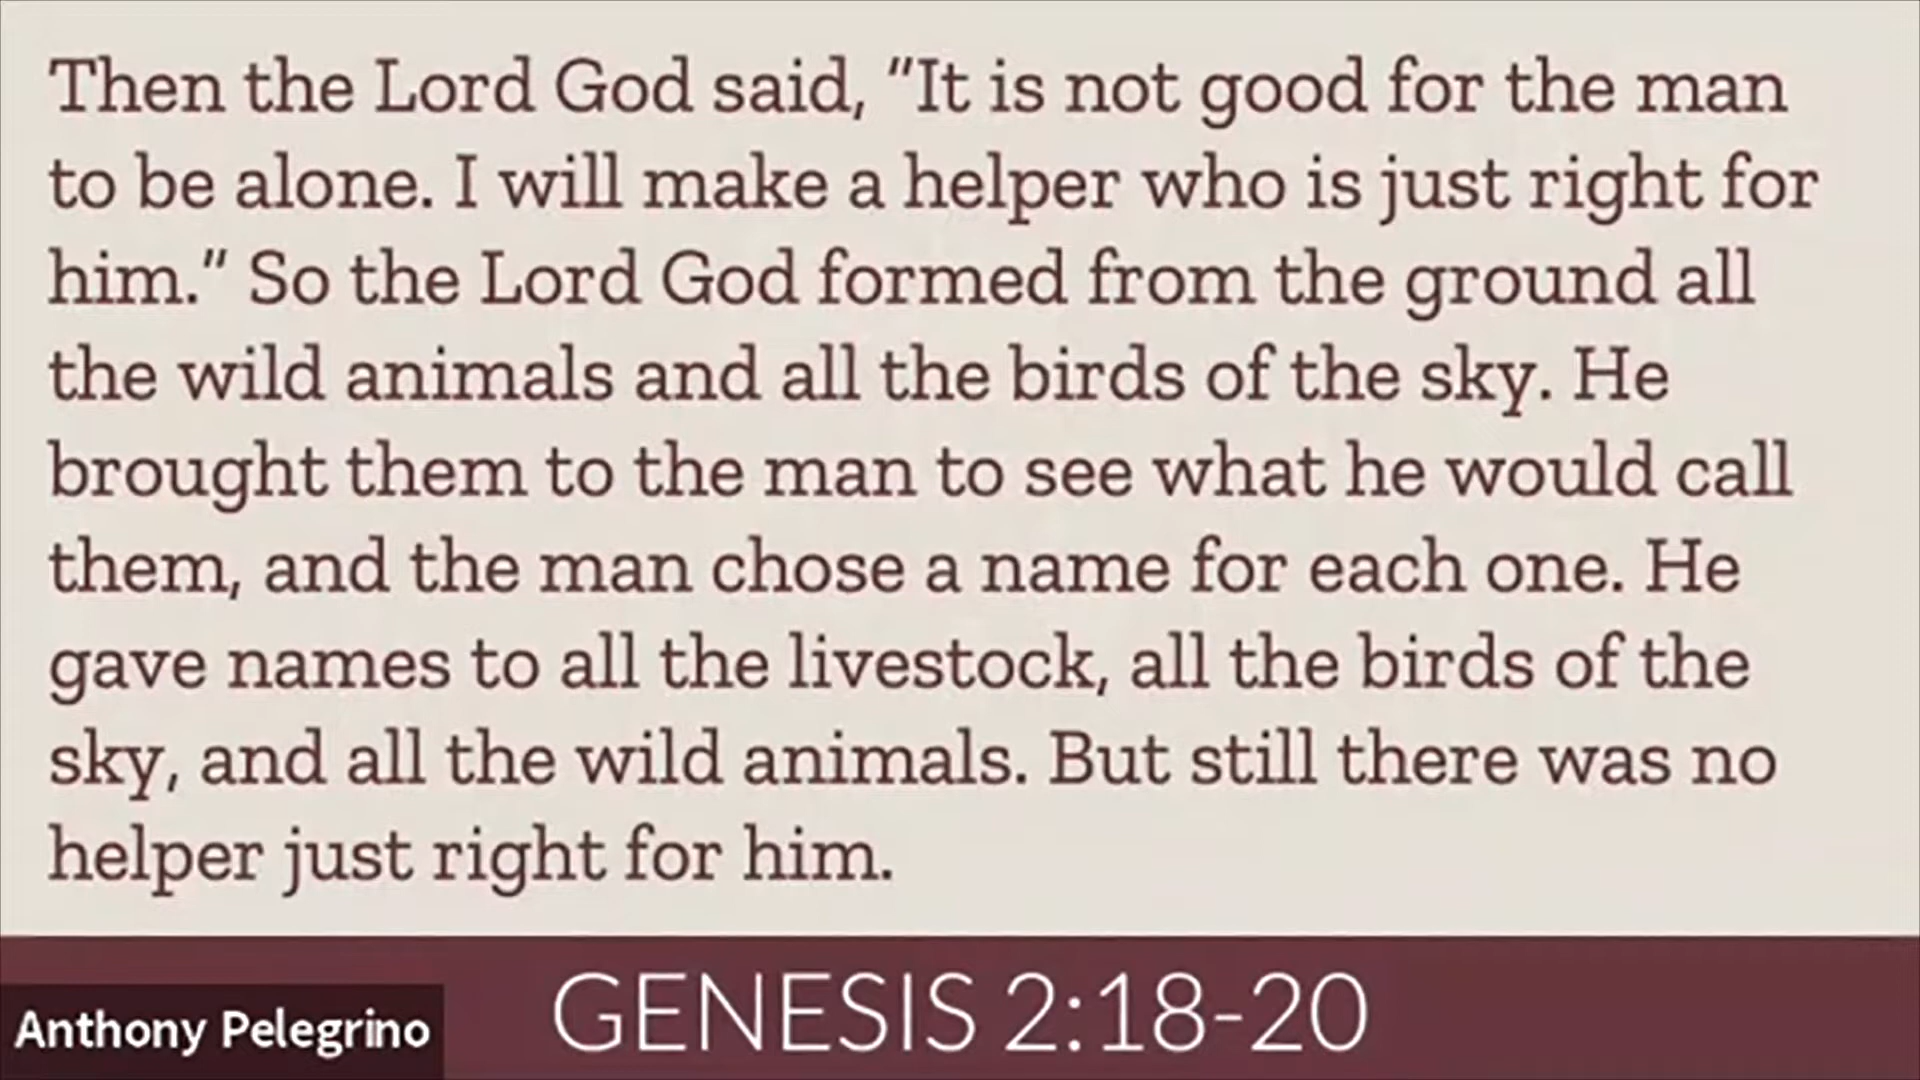 Then the Lord God said, "It is not good for the man
to be alone. I will make a helper who is just right for
him." So the Lord God formed from the ground all
the wild animals and all the birds of the sky. He
brought them to the man to see what he would call
them, and the man chose a name for each one. He
gave names to all the livestock, all the birds of the
sky, and all the wild animals. But still there was no
helper just right for him.
GENESIS 2:18-20
Anthony Pelegrino